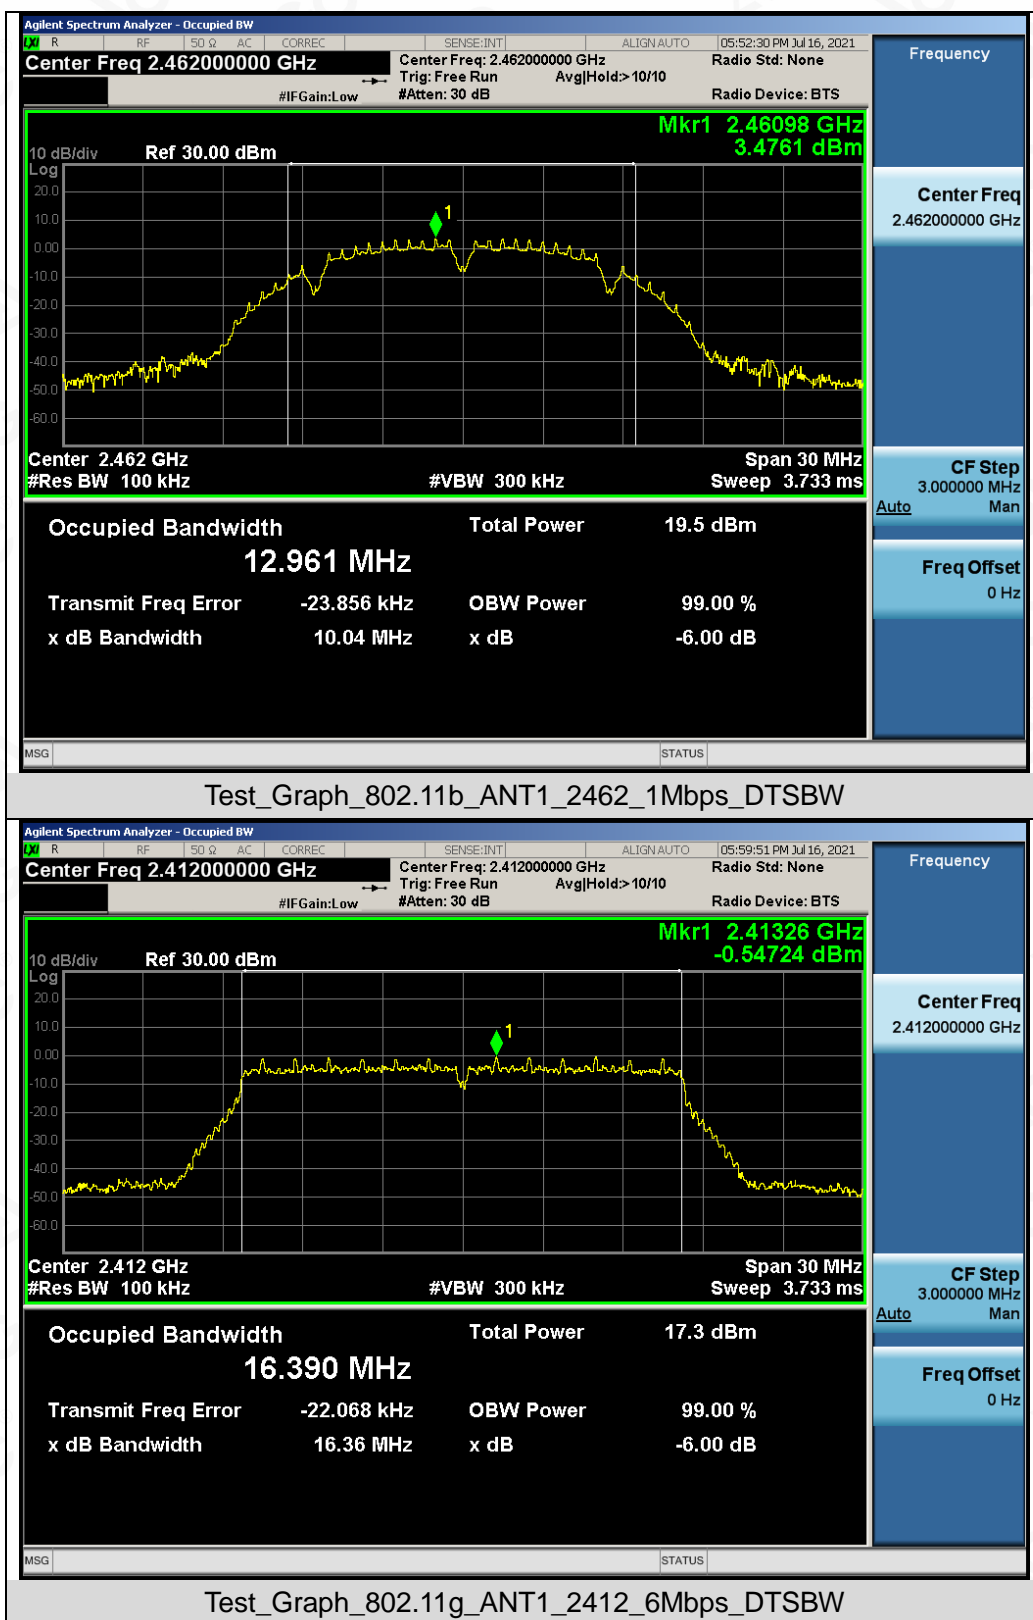 Agilent Spectrum Analyzer - Occupied BW
LXI R RF 50 Ω AC CORREC SENSE:INT ALIGN AUTO 05:52:30 PM Jul 16, 2021
Center Freq 2.462000000 GHz
Center Freq: 2.462000000 GHz
Radio Std: None
Trig: Free Run Avg|Hold:>10/10
#IFGain:Low #Atten: 30 dB Radio Device: BTS
Frequency
Mkr1 2.46098 GHz
3.4761 dBm
10 dB/div Ref 30.00 dBm
Log
20.0
10.0
0.00
-10.0
-20.0
-30.0
-40.0
-50.0
-60.0
1
Center 2.462 GHz Span 30 MHz
#Res BW 100 kHz #VBW 300 kHz Sweep 3.733 ms
Center Freq
2.462000000 GHz
CF Step
3.000000 MHz
Auto Man
Freq Offset
0 Hz
Occupied Bandwidth Total Power 19.5 dBm
12.961 MHz
Transmit Freq Error -23.856 kHz OBW Power 99.00 %
x dB Bandwidth 10.04 MHz x dB -6.00 dB
MSG STATUS
Test_Graph_802.11b_ANT1_2462_1Mbps_DTSBW
Agilent Spectrum Analyzer - Occupied BW
LXI R RF 50 Ω AC CORREC SENSE:INT ALIGN AUTO 05:59:51 PM Jul 16, 2021
Center Freq 2.412000000 GHz
Center Freq: 2.412000000 GHz
Radio Std: None
Trig: Free Run Avg|Hold:>10/10
#IFGain:Low #Atten: 30 dB Radio Device: BTS
Frequency
Mkr1 2.41326 GHz
-0.54724 dBm
10 dB/div Ref 30.00 dBm
Log
20.0
10.0
0.00
-10.0
-20.0
-30.0
-40.0
-50.0
-60.0
1
Center 2.412 GHz Span 30 MHz
#Res BW 100 kHz #VBW 300 kHz Sweep 3.733 ms
Center Freq
2.412000000 GHz
CF Step
3.000000 MHz
Auto Man
Freq Offset
0 Hz
Occupied Bandwidth Total Power 17.3 dBm
16.390 MHz
Transmit Freq Error -22.068 kHz OBW Power 99.00 %
x dB Bandwidth 16.36 MHz x dB -6.00 dB
MSG STATUS
Test_Graph_802.11g_ANT1_2412_6Mbps_DTSBW